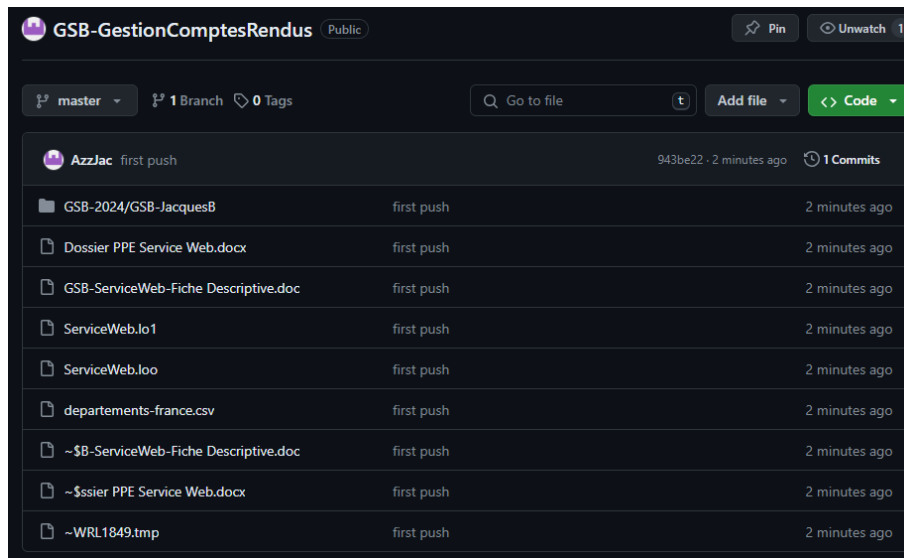 GSB-GestionComptesRendus Public Pin Unwatch 1
master 1 Branch 0 Tags Go to file t Add file <> Code
AzzJac first push 943be22 · 2 minutes ago 1 Commits
GSB-2024/GSB-JacquesB first push 2 minutes ago
Dossier PPE Service Web.docx first push 2 minutes ago
GSB-ServiceWeb-Fiche Descriptive.doc first push 2 minutes ago
ServiceWeb.lo1 first push 2 minutes ago
ServiceWeb.loo first push 2 minutes ago
departements-france.csv first push 2 minutes ago
~$B-ServiceWeb-Fiche Descriptive.doc first push 2 minutes ago
~$ssier PPE Service Web.docx first push 2 minutes ago
~WRL1849.tmp first push 2 minutes ago